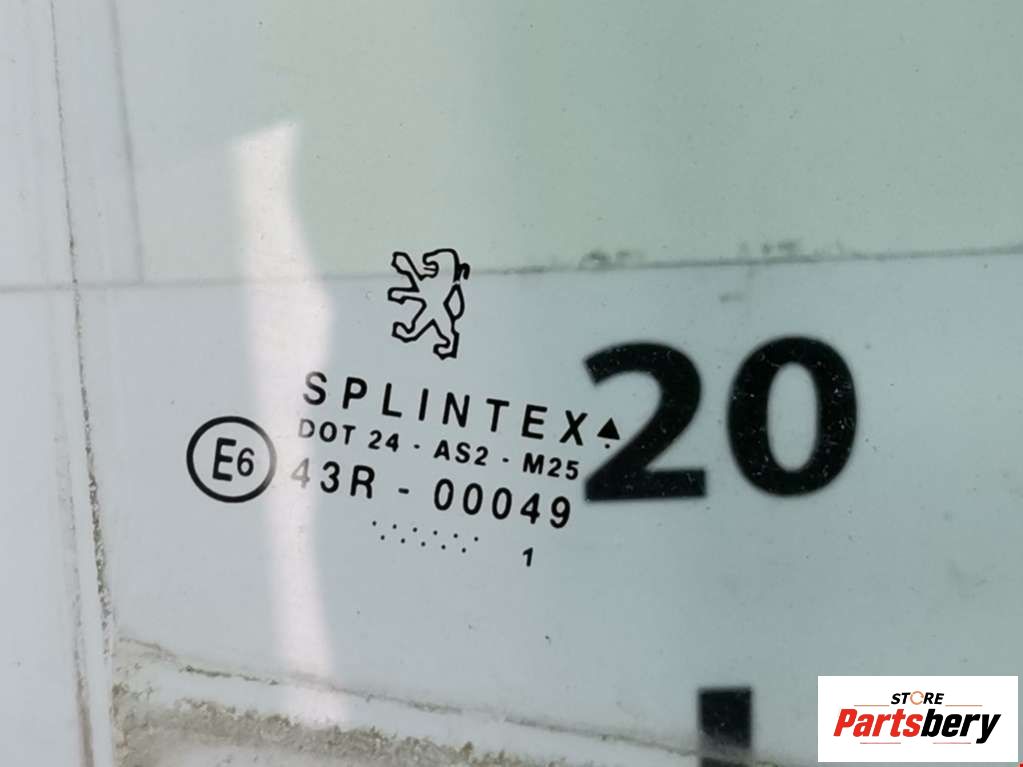 SPLINTEX
DOT 24 - AS2 - M25
E6
43R - 00049
1
20
STORE
Partsbery